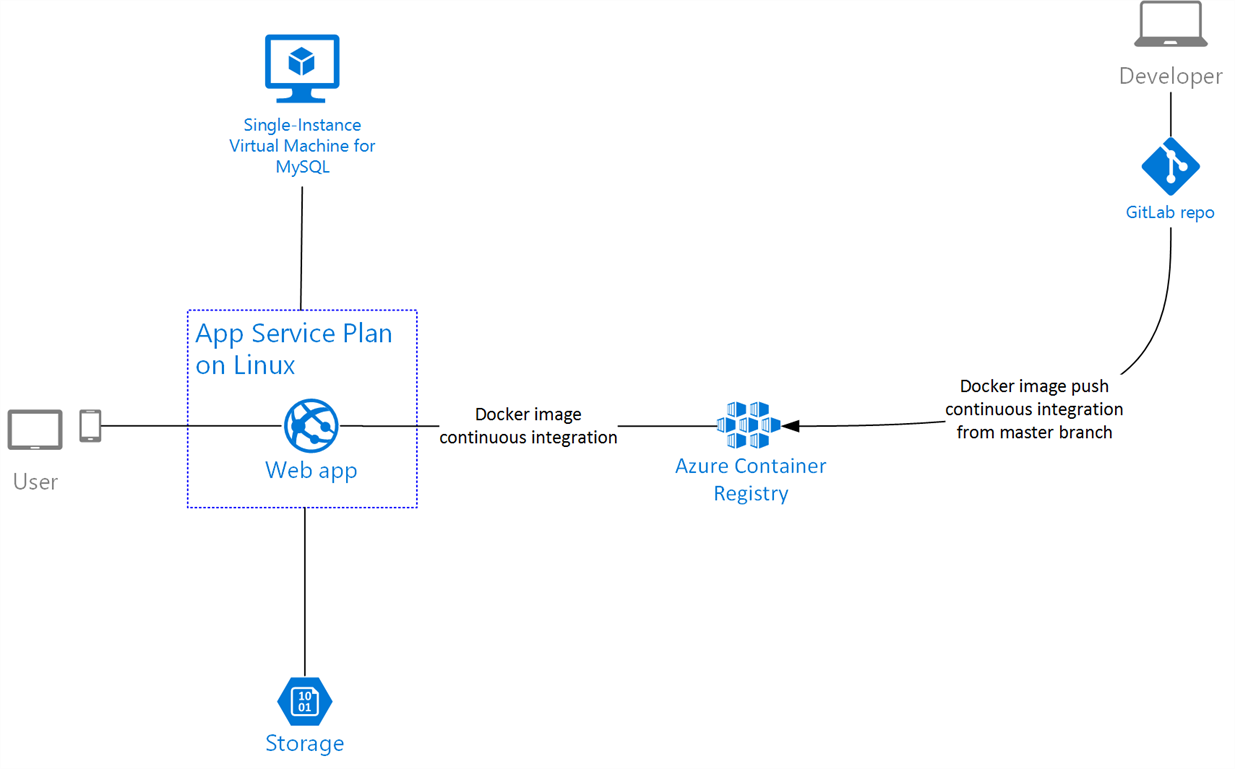 Developer
Single-Instance
Virtual Machine for
MySQL
GitLab repo
App Service Plan
on Linux
Docker image push
continuous integration
from master branch
Docker image
continuous integration
Web app
Azure Container
Registry
User
10
01
Storage